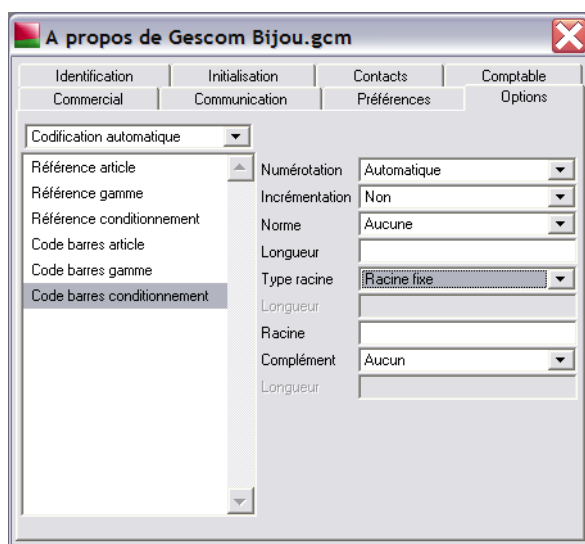 A propos de Gescom Bijou.gcm
Identification Initialisation Contacts Comptable
Commercial Communication Préférences Options
Codification automatique
Référence article
Référence gamme
Référence conditionnement
Code barres article
Code barres gamme
Code barres conditionnement
Numérotation Automatique
Incrémentation Non
Norme Aucune
Longueur
Type racine Racine fixe
Longueur
Racine
Complément Aucun
Longueur